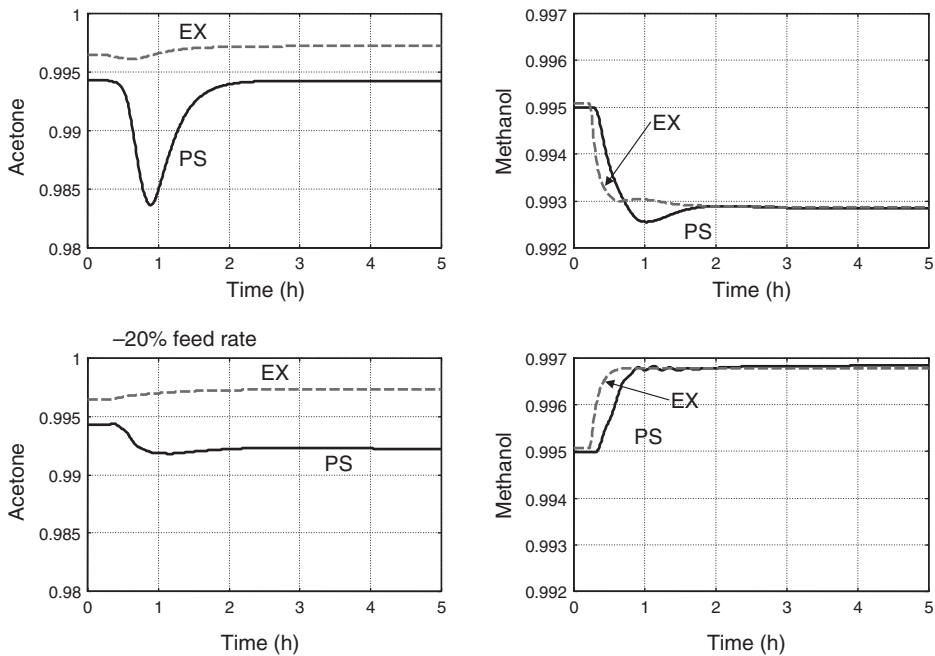 1
0.995
0.99
0.985
0.98
Acetone
EX
PS
0 1 2 3 4 5
Time (h)
0.997
0.996
0.995
0.994
0.993
0.992
Methanol
EX
PS
0 1 2 3 4 5
Time (h)
–20% feed rate
1
0.995
0.99
0.985
0.98
Acetone
EX
PS
0 1 2 3 4 5
Time (h)
0.997
0.996
0.995
0.994
0.993
0.992
Methanol
EX
PS
0 1 2 3 4 5
Time (h)